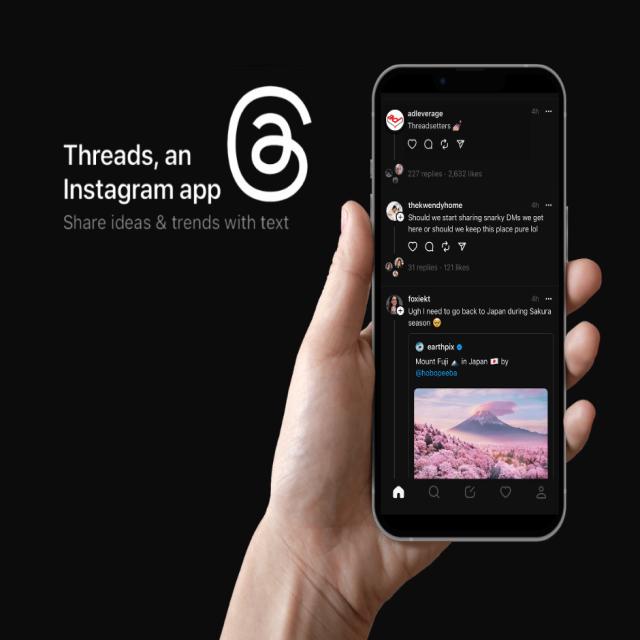 Threads, an
Instagram app
Share ideas & trends with text
adleverage
4h
Threadsetters 💅🏻
227 replies · 2,632 likes
thekwendyhome
4h
Should we start sharing snarky DMs we get
here or should we keep this place pure lol
31 replies · 121 likes
foxiekt
4h
Ugh I need to go back to Japan during Sakura
season 🥺
earthpix
Mount Fuji 🏔️ in Japan 🇯🇵 by
@hobopeeba